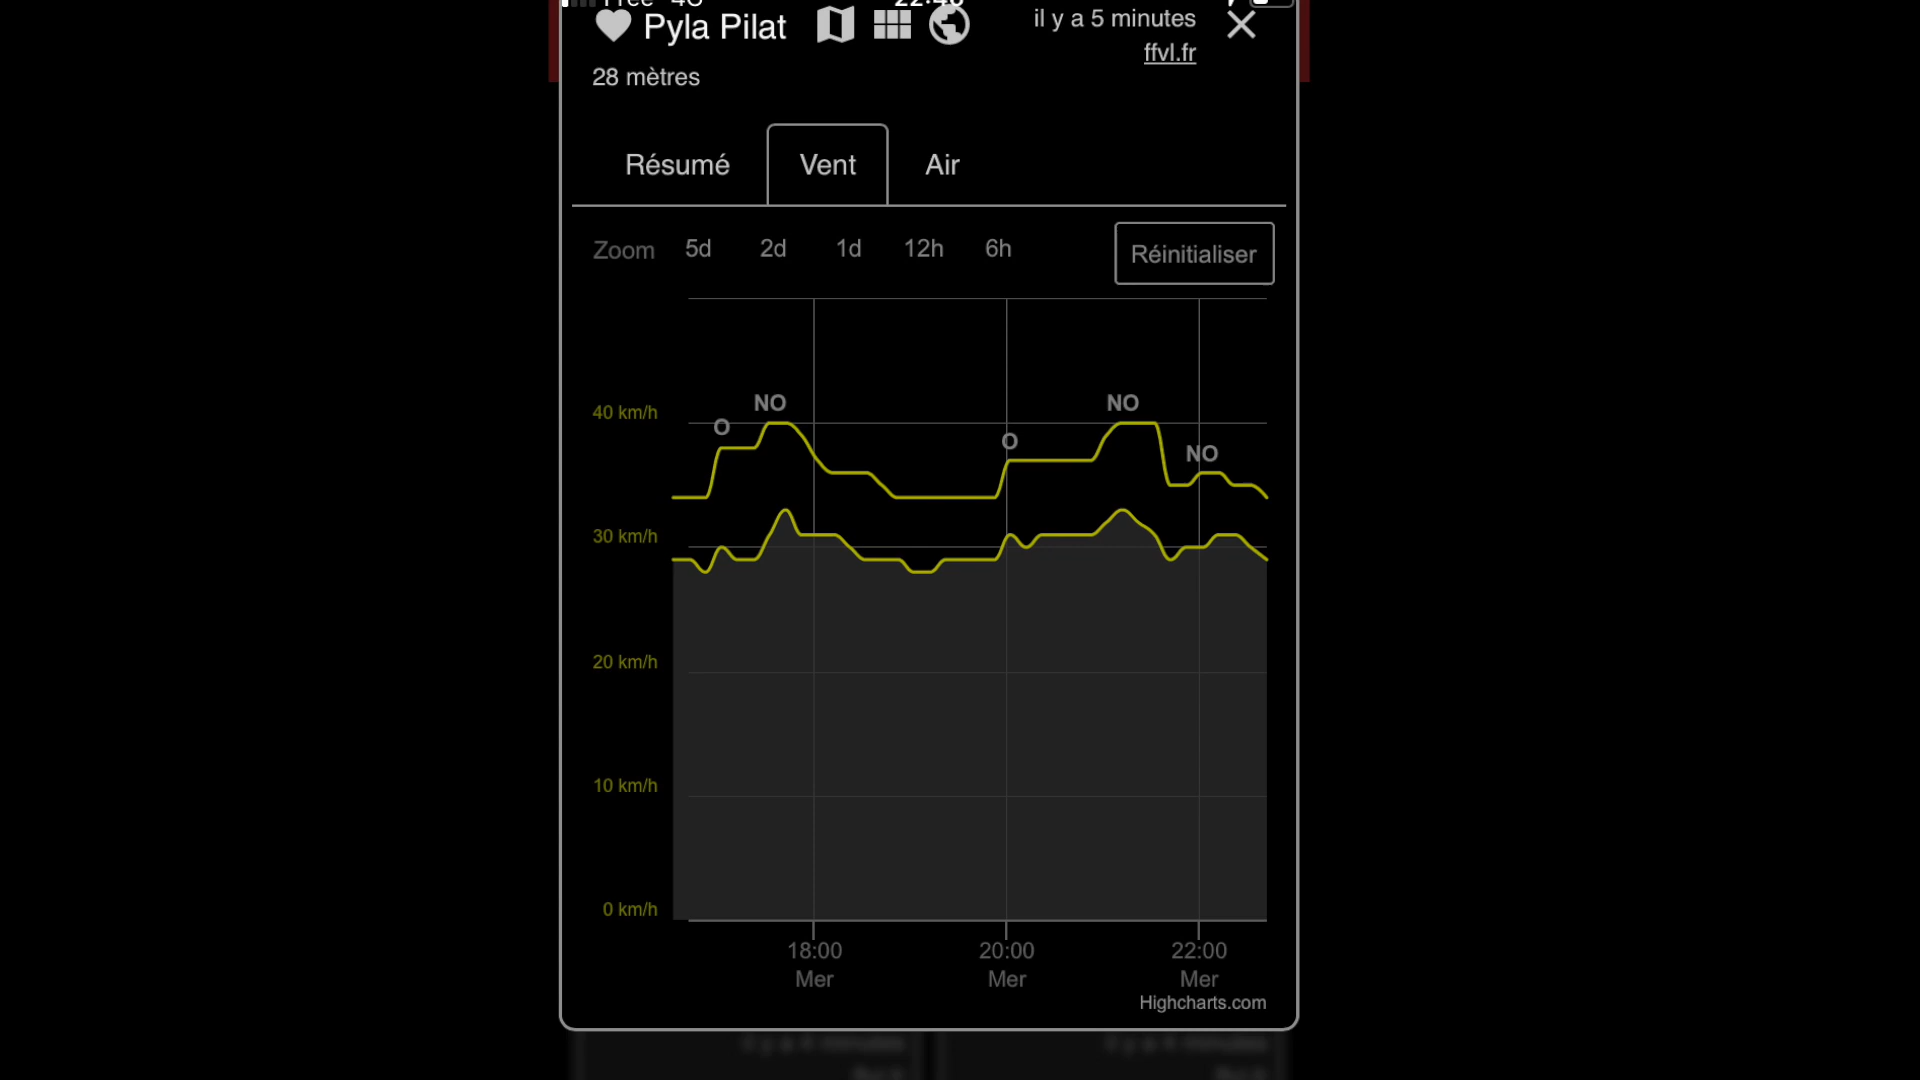 Pyla Pilat
il y a 5 minutes
ffvl.fr
28 mètres
Résumé Vent Air
Zoom 5d 2d 1d 12h 6h Réinitialiser
NO NO
40 km/h
O O
NO
30 km/h
20 km/h
10 km/h
0 km/h
18:00 20:00 22:00
Mer Mer Mer
Highcharts.com